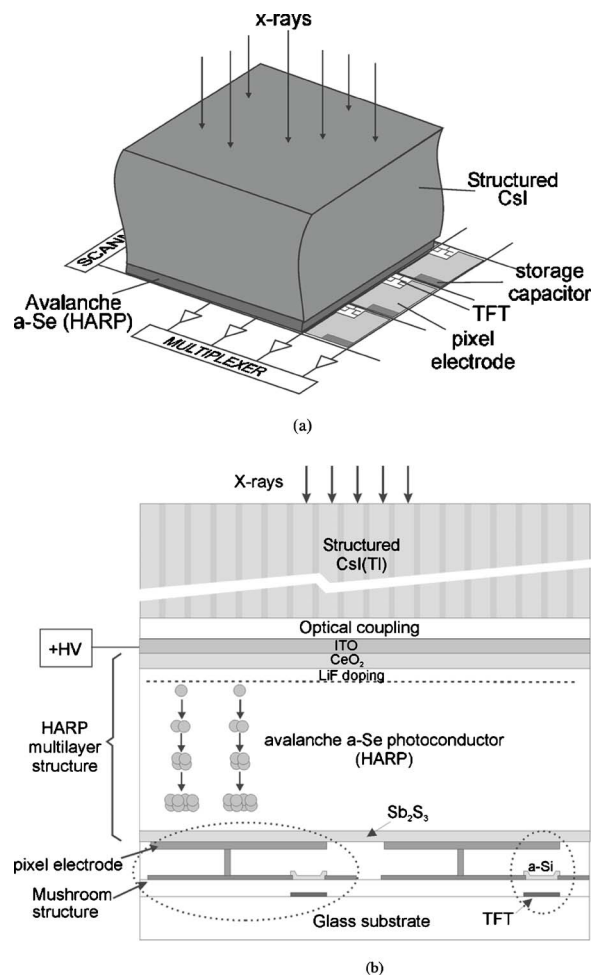 x-rays
Structured
CsI
SCANN
Avalanche
a-Se (HARP)
storage
capacitor
TFT
pixel
electrode
MULTIPLEXER
(a)
X-rays
Structured
CsI(Tl)
Optical coupling
+HV
ITO
CeO₂
LiF doping
HARP
multilayer
structure
avalanche a-Se photoconductor
(HARP)
Sb₂S₃
pixel electrode
a-Si
Mushroom
structure
Glass substrate
TFT
(b)